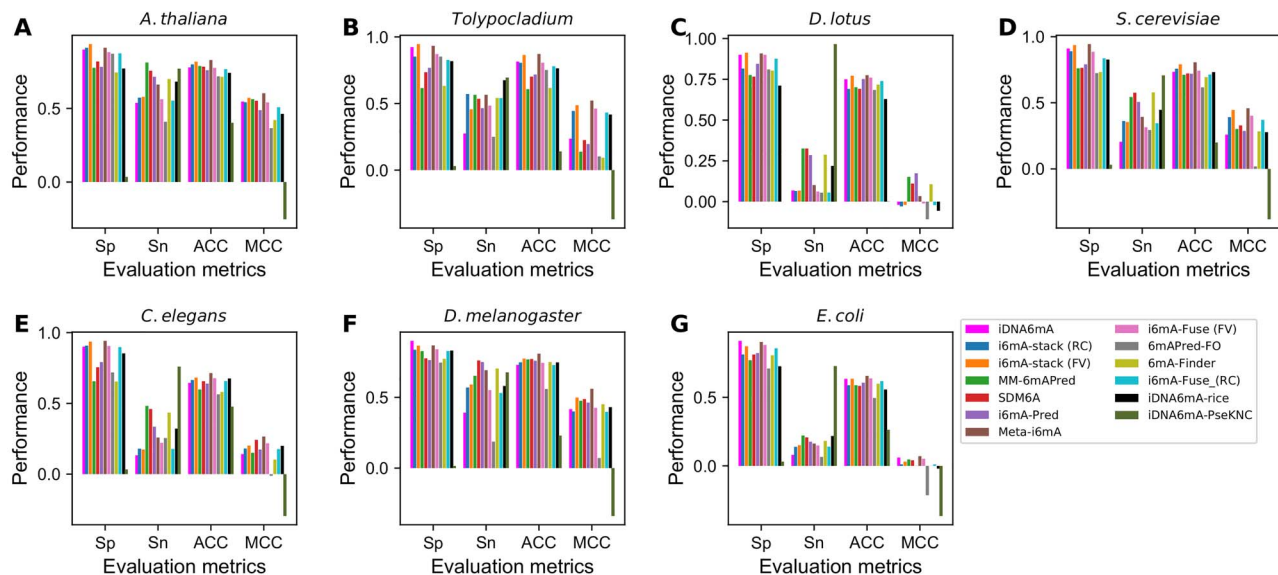 A
A. thaliana
Performance
0.5
0.0
Sp Sn ACC MCC
Evaluation metrics
B
Tolypocladium
Performance
1.0
0.5
0.0
Sp Sn ACC MCC
Evaluation metrics
C
D. lotus
Performance
1.00
0.75
0.50
0.25
0.00
Sp Sn ACC MCC
Evaluation metrics
D
S. cerevisiae
Performance
1.0
0.5
0.0
Sp Sn ACC MCC
Evaluation metrics
E
C. elegans
Performance
1.0
0.5
0.0
Sp Sn ACC MCC
Evaluation metrics
F
D. melanogaster
Performance
0.5
0.0
Sp Sn ACC MCC
Evaluation metrics
G
E. coli
Performance
0.5
0.0
Sp Sn ACC MCC
Evaluation metrics
iDNA6mA
i6mA-stack (RC)
i6mA-stack (FV)
MM-6mAPred
SDM6A
i6mA-Pred
Meta-i6mA
i6mA-Fuse (FV)
6mAPred-FO
6mA-Finder
i6mA-Fuse_(RC)
iDNA6mA-rice
iDNA6mA-PseKNC